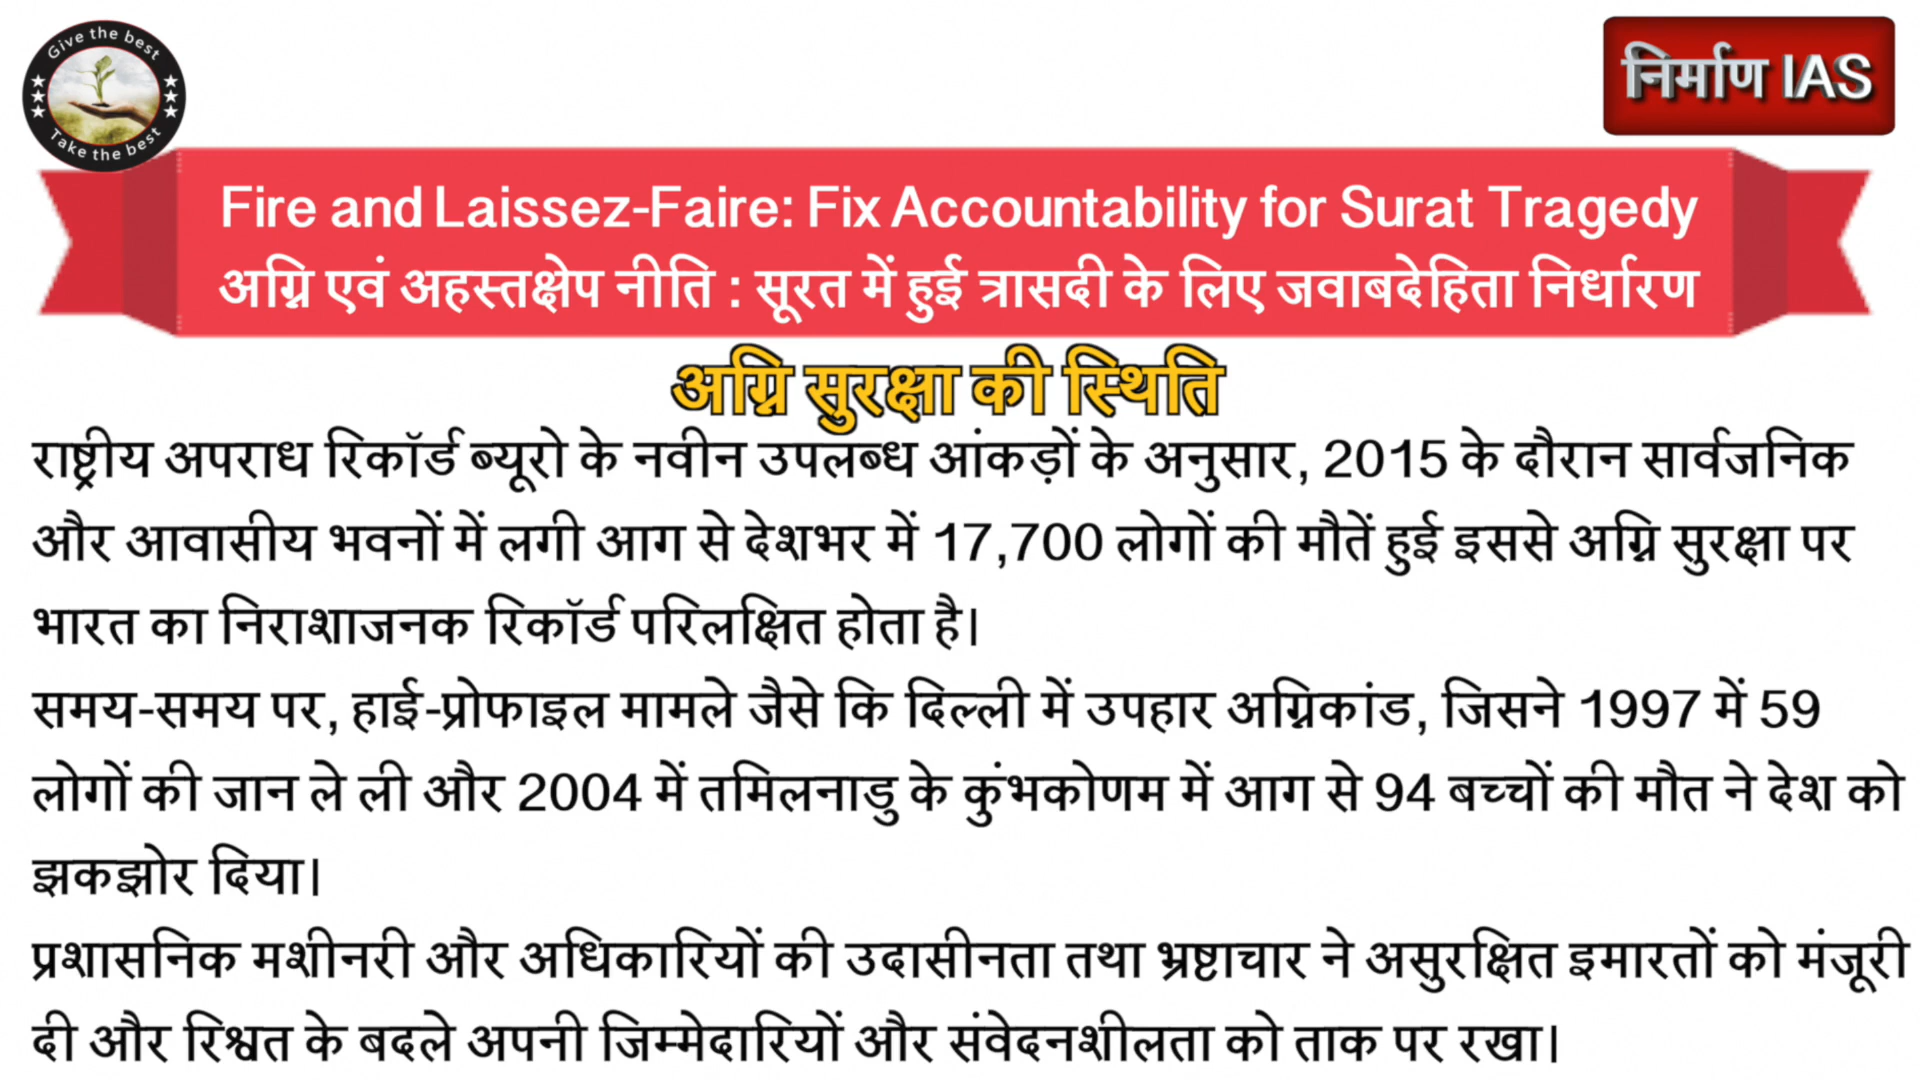 Give the best
Take the best
निर्माण IAS
Fire and Laissez-Faire: Fix Accountability for Surat Tragedy
अग्नि एवं अहस्तक्षेप नीति : सूरत में हुई त्रासदी के लिए जवाबदेहिता निर्धारण
अग्नि सुरक्षा की स्थिति
राष्ट्रीय अपराध रिकॉर्ड ब्यूरो के नवीन उपलब्ध आंकड़ों के अनुसार, 2015 के दौरान सार्वजनिक
और आवासीय भवनों में लगी आग से देशभर में 17,700 लोगों की मौतें हुई इससे अग्नि सुरक्षा पर
भारत का निराशाजनक रिकॉर्ड परिलक्षित होता है।
समय-समय पर, हाई-प्रोफाइल मामले जैसे कि दिल्ली में उपहार अग्निकांड, जिसने 1997 में 59
लोगों की जान ले ली और 2004 में तमिलनाडु के कुंभकोणम में आग से 94 बच्चों की मौत ने देश को
झकझोर दिया।
प्रशासनिक मशीनरी और अधिकारियों की उदासीनता तथा भ्रष्टाचार ने असुरक्षित इमारतों को मंजूरी
दी और रिश्वत के बदले अपनी जिम्मेदारियों और संवेदनशीलता को ताक पर रखा।